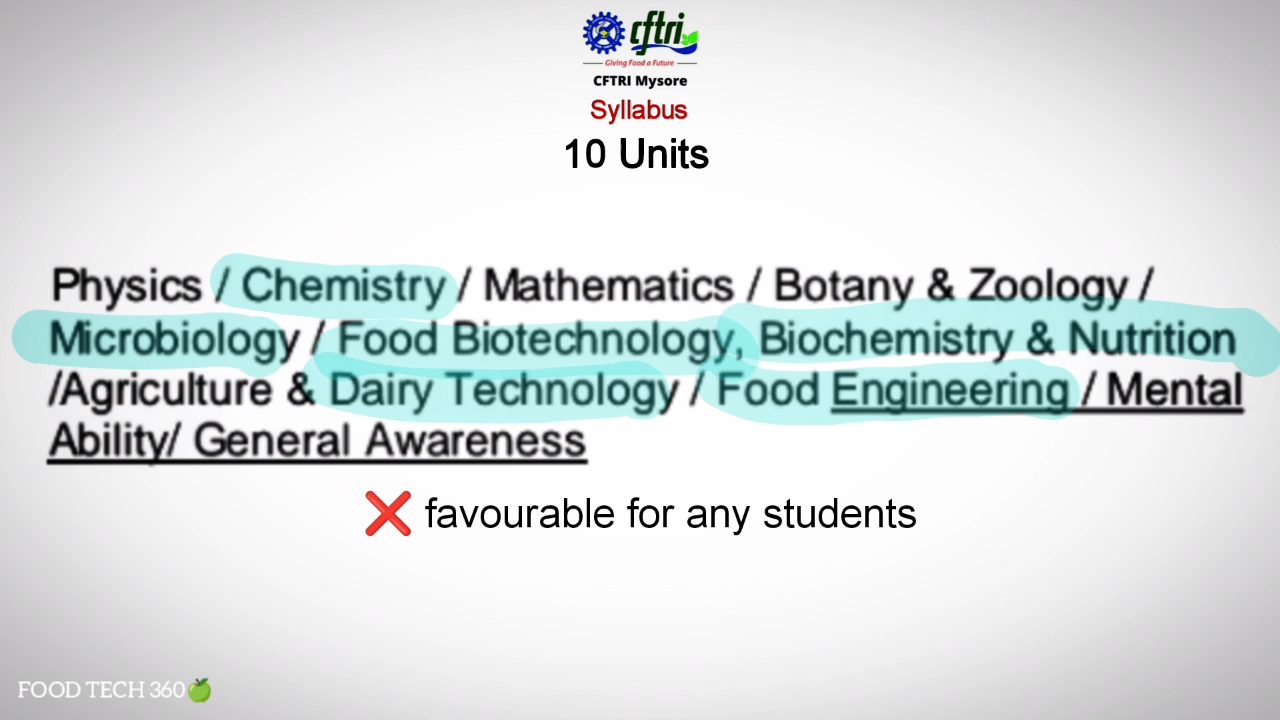 cftri
Giving Food a Future
CFTRI Mysore
Syllabus
10 Units
Physics / Chemistry / Mathematics / Botany & Zoology /
Microbiology / Food Biotechnology, Biochemistry & Nutrition
/Agriculture & Dairy Technology / Food Engineering / Mental
Ability/ General Awareness
❌ favourable for any students
FOOD TECH 360🍏